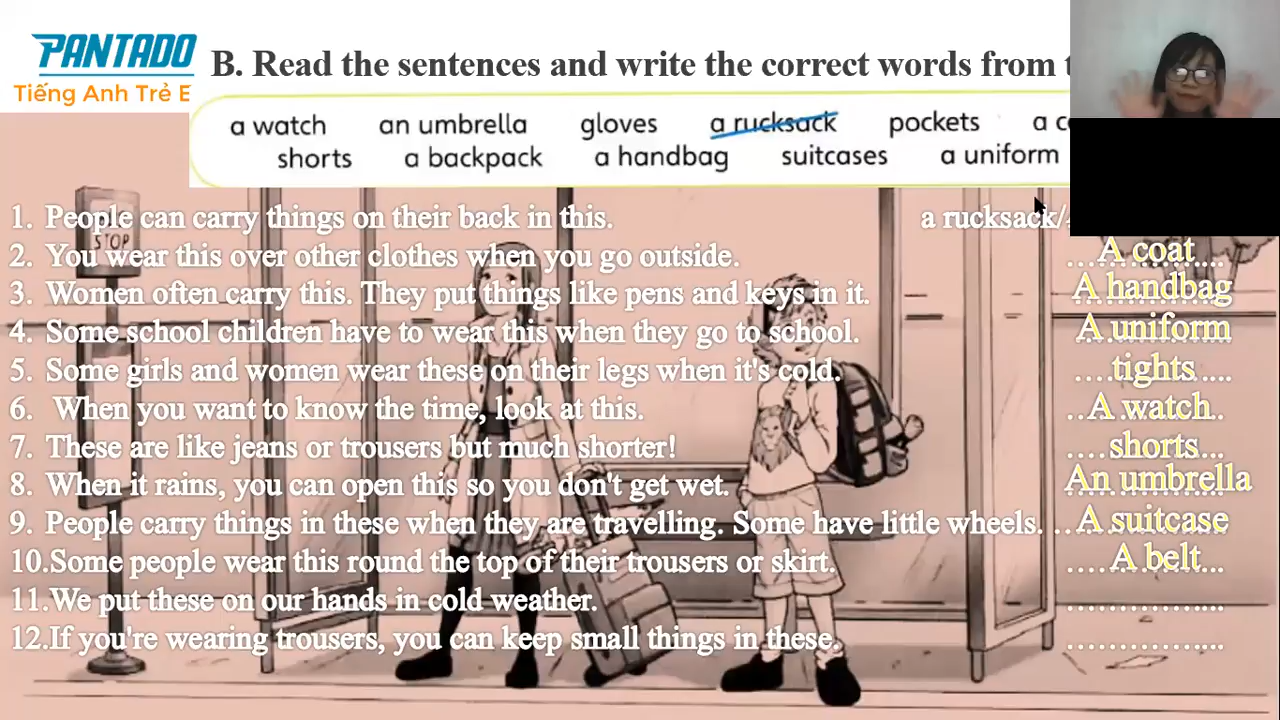 PANTADO
Tiếng Anh Trẻ E
B. Read the sentences and write the correct words from
a watch an umbrella gloves a rucksack pockets a
shorts a backpack a handbag suitcases a uniform
STOP
1. People can carry things on their back in this. a rucksack/
2. You wear this over other clothes when you go outside. ....A coat....
3. Women often carry this. They put things like pens and keys in it. A handbag
4. Some school children have to wear this when they go to school. A uniform
5. Some girls and women wear these on their legs when it's cold. ....tights....
6. When you want to know the time, look at this. ..A watch..
7. These are like jeans or trousers but much shorter! ....shorts....
8. When it rains, you can open this so you don't get wet. An umbrella
9. People carry things in these when they are travelling. Some have little wheels. ....A suitcase
10.Some people wear this round the top of their trousers or skirt. .....A belt....
11.We put these on our hands in cold weather. ..................
12.If you're wearing trousers, you can keep small things in these. ..................